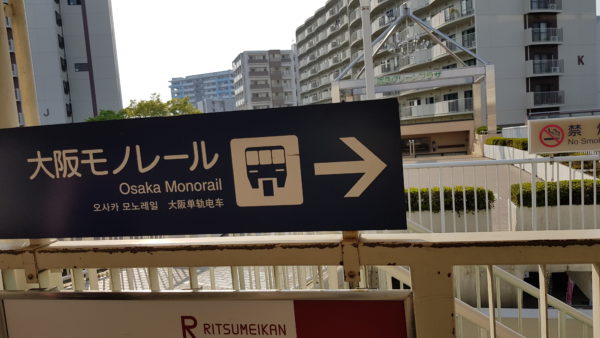 J
K
大阪モノレール
Osaka Monorail
오사카 모노레일 大阪单轨电车
禁
No Smo
R RITSUMEIKAN